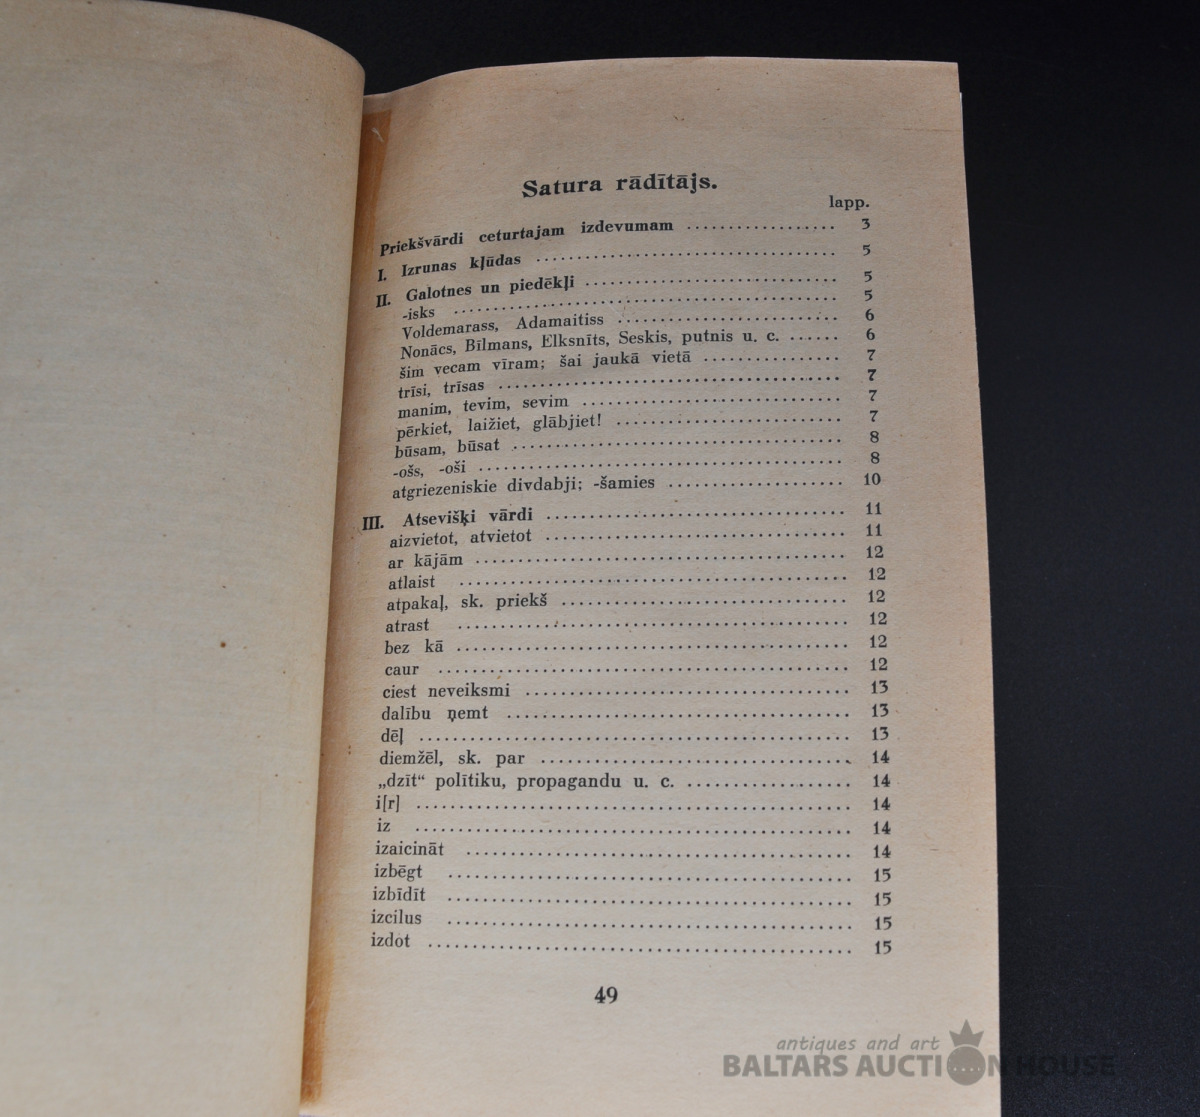 Satura rādītājs.
lapp.
Priekšvārdi ceturtajam izdevumam .................. 3
I. Izrunas kļūdas .................. 5
II. Galotnes un piedēkļi .................. 5
-isks .................. 5
Voldemarass, Adamaitiss .................. 6
Nonācs, Bīlmans, Elksnīts, Seskis, putnis u. c. ...... 6
šim vecam vīram; šai jaukā vietā .................. 7
trīsi, trīsas .................. 7
manim, tevim, sevim .................. 7
pērkiet, laižiet, glābjiet! .................. 7
būsam, būsat .................. 8
-ošs, -oši .................. 8
atgriezeniskie divdabji; -šamies .................. 10
III. Atsevišķi vārdi .................. 11
aizvietot, atvietot .................. 11
ar kājām .................. 12
atlaist .................. 12
atpakaļ, sk. priekš .................. 12
atrast .................. 12
bez kā .................. 12
caur .................. 12
ciest neveiksmi .................. 13
dalību ņemt .................. 13
dēļ .................. 13
diemžēl, sk. par .................. 14
„dzīt“ polītiku, propagandu u. c. .................. 14
i[r] .................. 14
iz .................. 14
izaicināt .................. 14
izbēgt .................. 15
izbīdīt .................. 15
izcilus .................. 15
izdot .................. 15
49
antiques and art
BALTARS AUCTION HOUSE